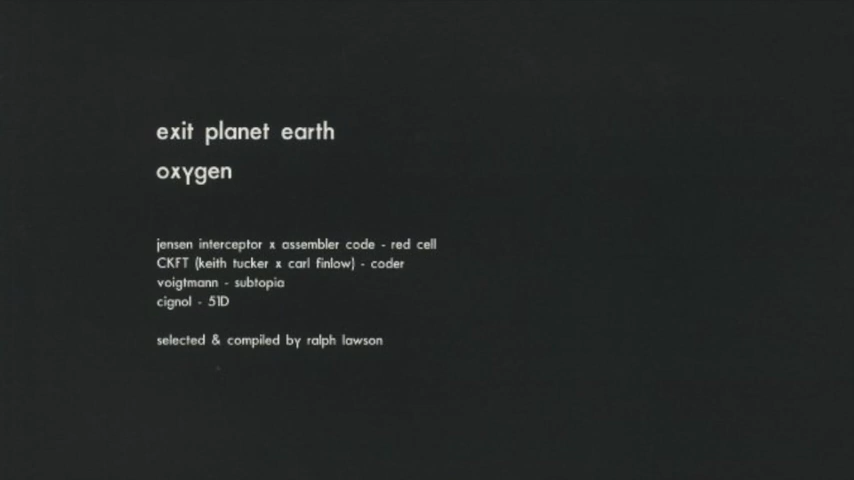 exit planet earth
oxygen
jensen interceptor x assembler code - red cell
CKFT (keith tucker x carl finlow) - coder
voigtmann - subtopia
cignol - 51D
selected & compiled by ralph lawson